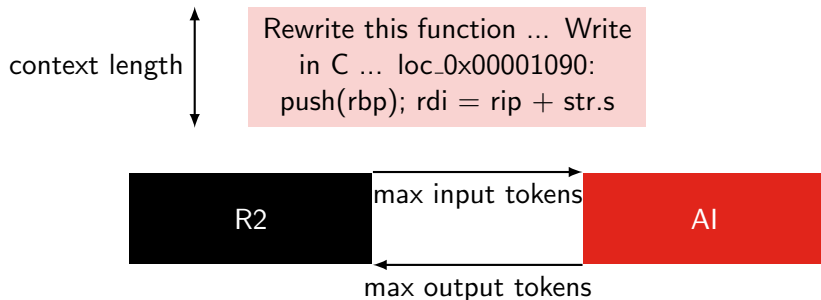 Rewrite this function ... Write
context length
in C ... loc_0x00001090:
push(rbp); rdi = rip + str.s
max input tokens
R2
AI
max output tokens